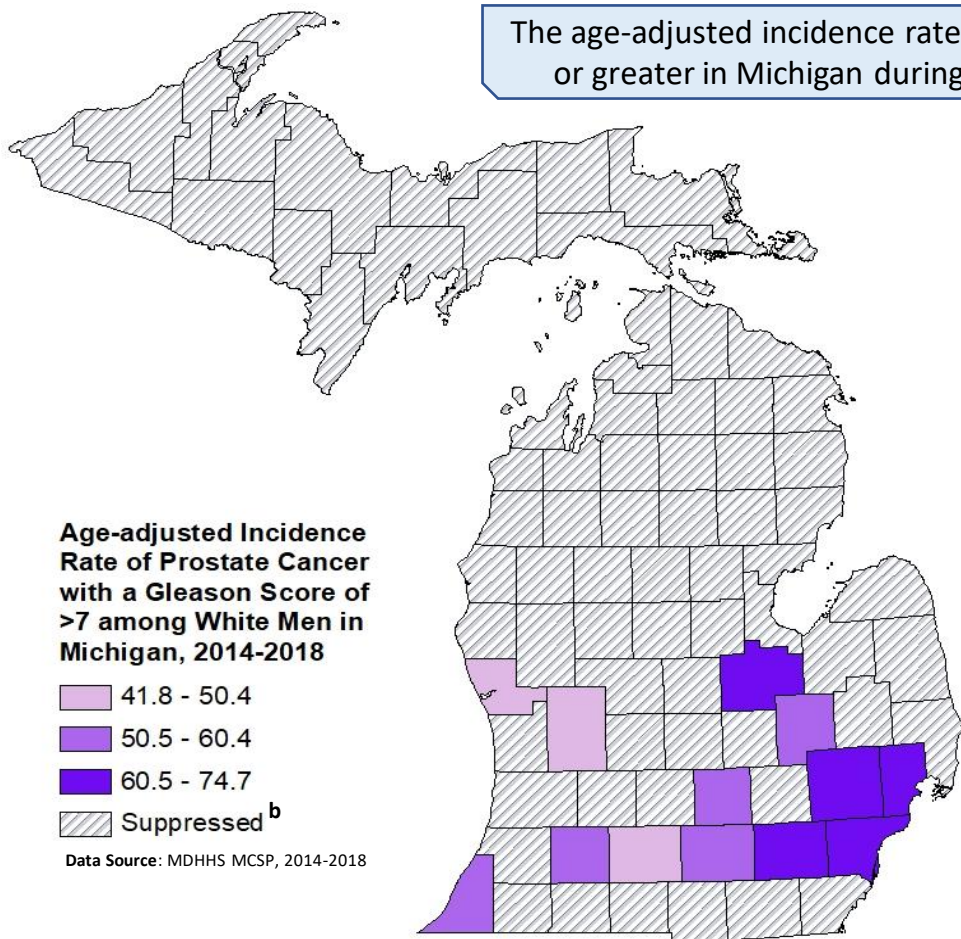 The age-adjusted incidence rate
or greater in Michigan during
Age-adjusted Incidence
Rate of Prostate Cancer
with a Gleason Score of
>7 among White Men in
Michigan, 2014-2018
41.8 - 50.4
50.5 - 60.4
60.5 - 74.7
Suppressed b
Data Source: MDHHS MCSP, 2014-2018